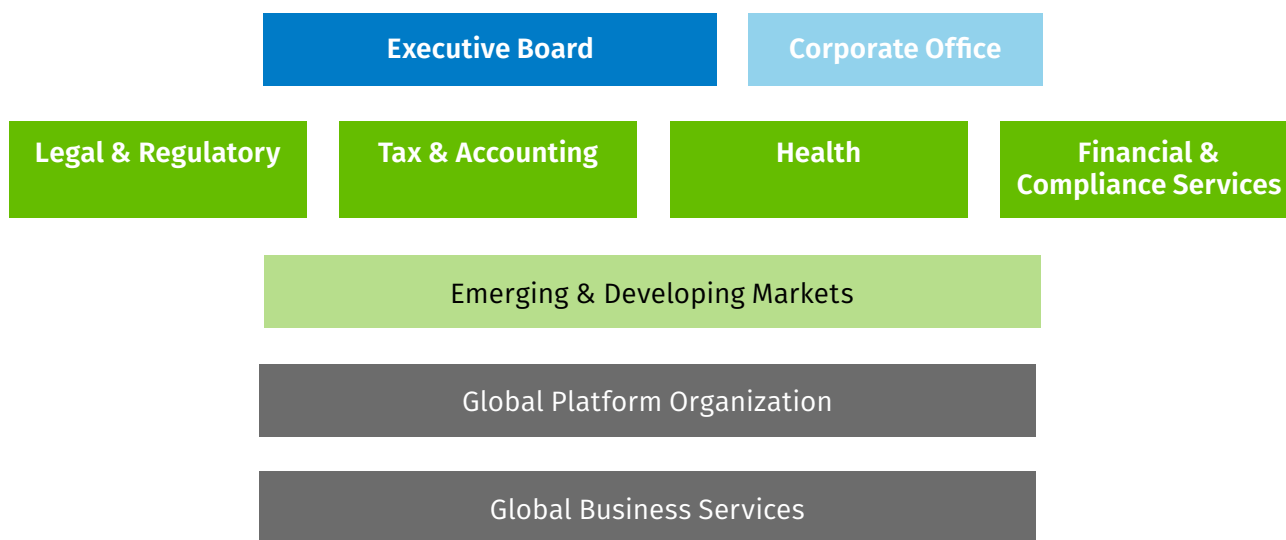 Executive Board
Corporate Office
Legal & Regulatory
Tax & Accounting
Health
Financial &
Compliance Services
Emerging & Developing Markets
Global Platform Organization
Global Business Services